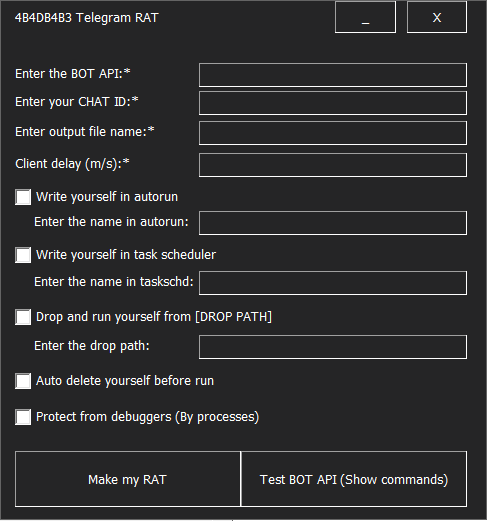 4B4DB4B3 Telegram RAT _ X
Enter the BOT API:*
Enter your CHAT ID:*
Enter output file name:*
Client delay (m/s):*
Write yourself in autorun
Enter the name in autorun:
Write yourself in task scheduler
Enter the name in taskschd:
Drop and run yourself from [DROP PATH]
Enter the drop path:
Auto delete yourself before run
Protect from debuggers (By processes)
Make my RAT Test BOT API (Show commands)